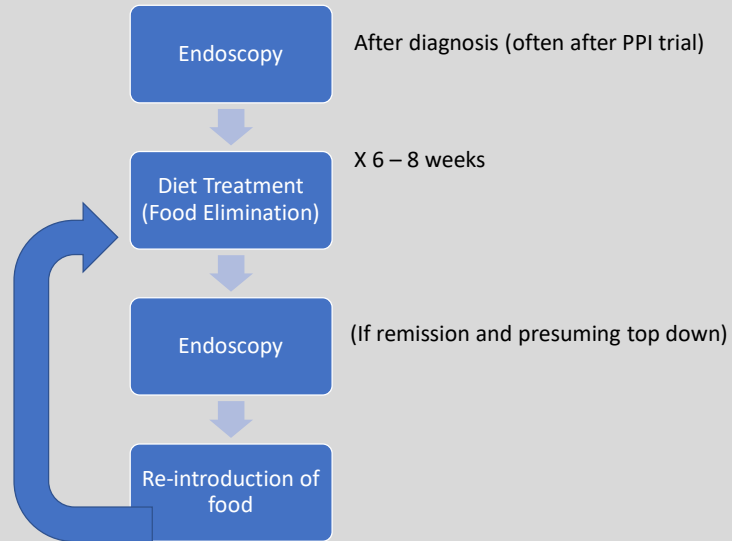 Endoscopy
After diagnosis (often after PPI trial)
Diet Treatment
(Food Elimination)
X 6 – 8 weeks
Endoscopy
(If remission and presuming top down)
Re-introduction of
food